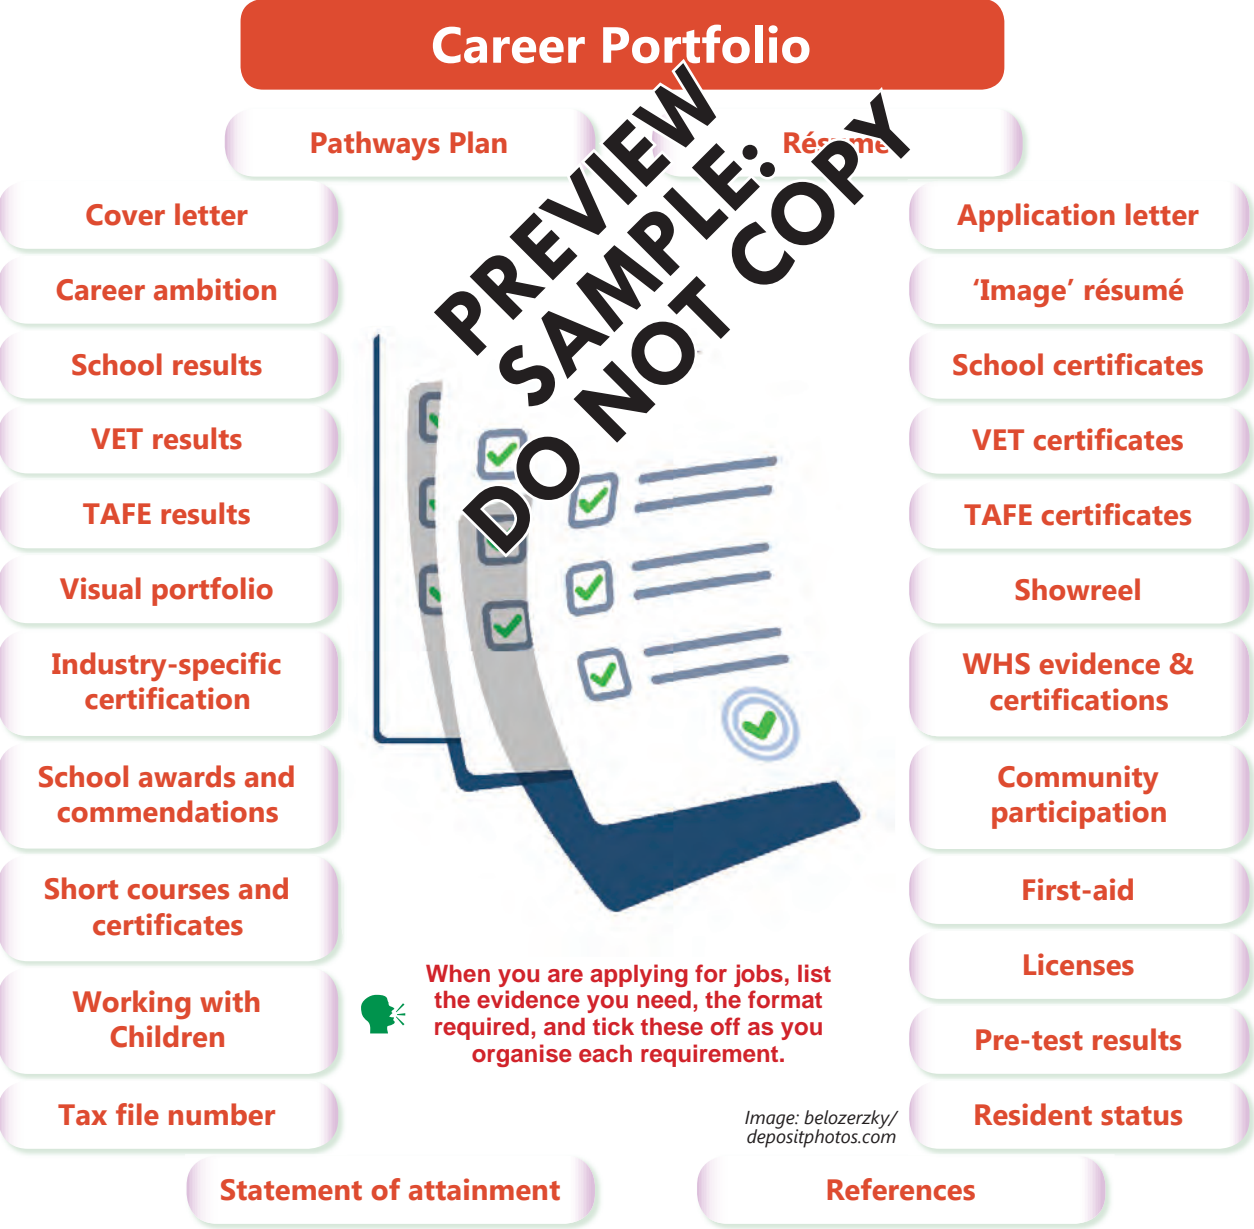 Career Portfolio
Pathways Plan
Résumé
Cover letter
Application letter
Career ambition
‘Image’ résumé
School results
School certificates
VET results
VET certificates
TAFE results
TAFE certificates
Visual portfolio
Showreel
Industry-specific
certification
WHS evidence &
certifications
School awards and
commendations
Community
participation
Short courses and
certificates
First-aid
Licenses
Working with
Children
Pre-test results
Tax file number
Resident status
Statement of attainment
References
PREVIEW
SAMPLE:
DO NOT COPY
When you are applying for jobs, list
the evidence you need, the format
required, and tick these off as you
organise each requirement.
Image: belozerzky/
depositphotos.com